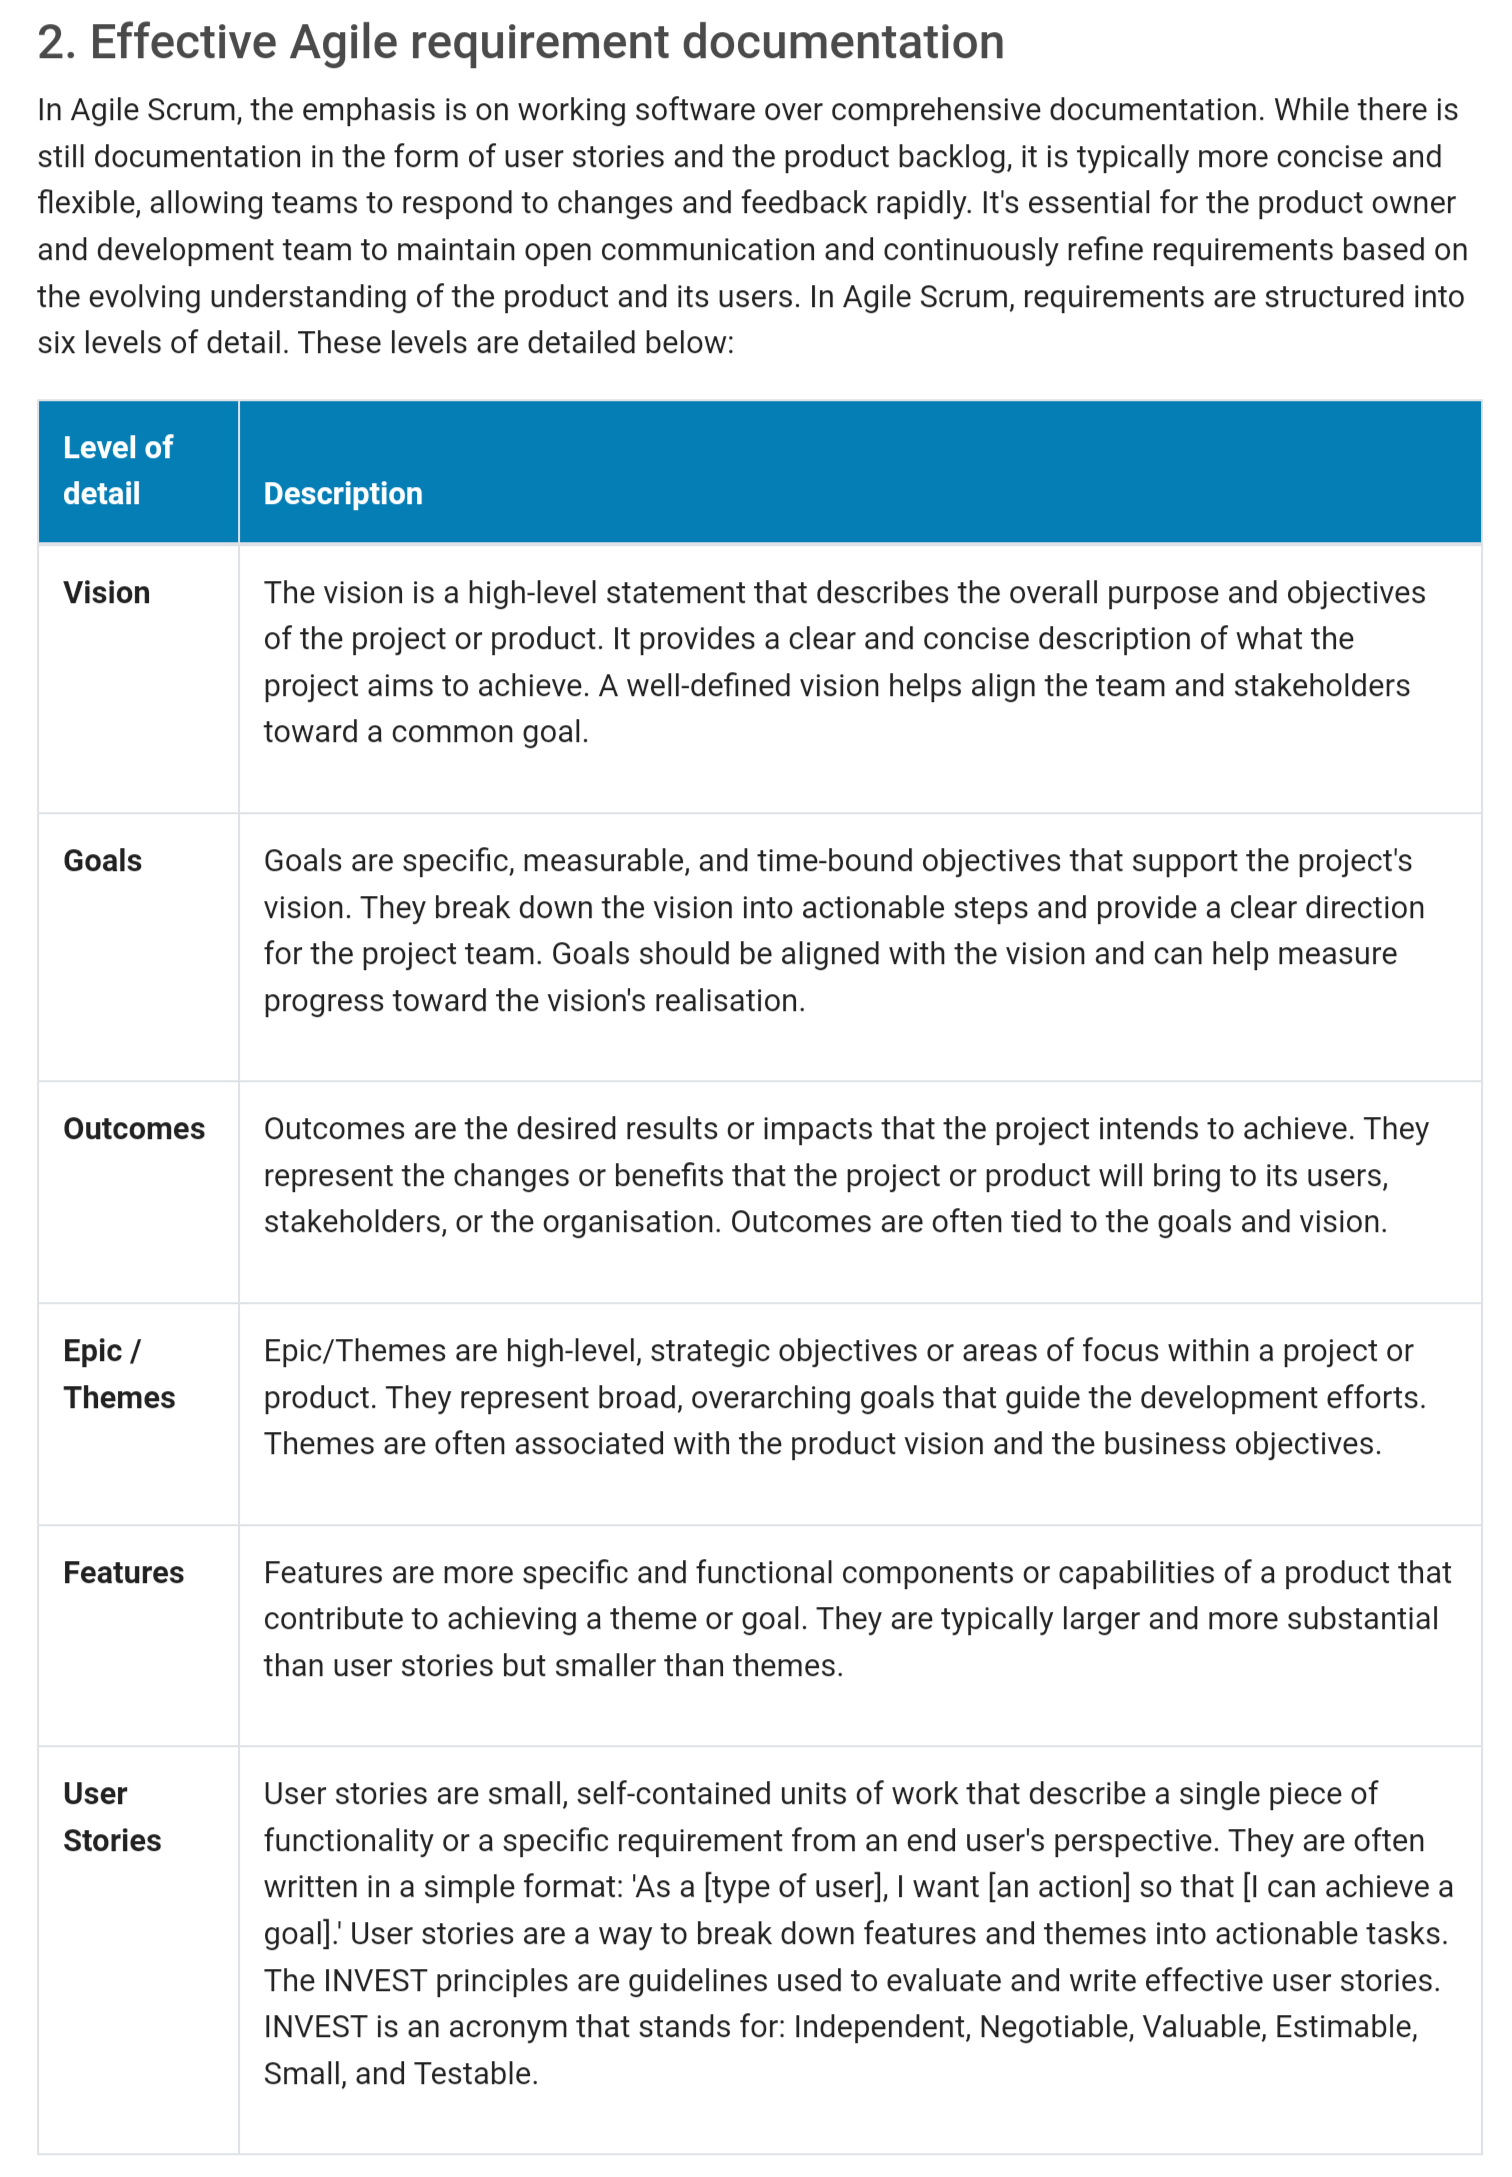 2. Effective Agile requirement documentation
In Agile Scrum, the emphasis is on working software over comprehensive documentation. While there is
still documentation in the form of user stories and the product backlog, it is typically more concise and
flexible, allowing teams to respond to changes and feedback rapidly. It's essential for the product owner
and development team to maintain open communication and continuously refine requirements based on
the evolving understanding of the product and its users. In Agile Scrum, requirements are structured into
six levels of detail. These levels are detailed below:
Level of
detail
Description
Vision
The vision is a high-level statement that describes the overall purpose and objectives
of the project or product. It provides a clear and concise description of what the
project aims to achieve. A well-defined vision helps align the team and stakeholders
toward a common goal.
Goals
Goals are specific, measurable, and time-bound objectives that support the project's
vision. They break down the vision into actionable steps and provide a clear direction
for the project team. Goals should be aligned with the vision and can help measure
progress toward the vision's realisation.
Outcomes
Outcomes are the desired results or impacts that the project intends to achieve. They
represent the changes or benefits that the project or product will bring to its users,
stakeholders, or the organisation. Outcomes are often tied to the goals and vision.
Epic /
Themes
Epic/Themes are high-level, strategic objectives or areas of focus within a project or
product. They represent broad, overarching goals that guide the development efforts.
Themes are often associated with the product vision and the business objectives.
Features
Features are more specific and functional components or capabilities of a product that
contribute to achieving a theme or goal. They are typically larger and more substantial
than user stories but smaller than themes.
User
Stories
User stories are small, self-contained units of work that describe a single piece of
functionality or a specific requirement from an end user's perspective. They are often
written in a simple format: 'As a [type of user], I want [an action] so that [I can achieve a
goal].' User stories are a way to break down features and themes into actionable tasks.
The INVEST principles are guidelines used to evaluate and write effective user stories.
INVEST is an acronym that stands for: Independent, Negotiable, Valuable, Estimable,
Small, and Testable.